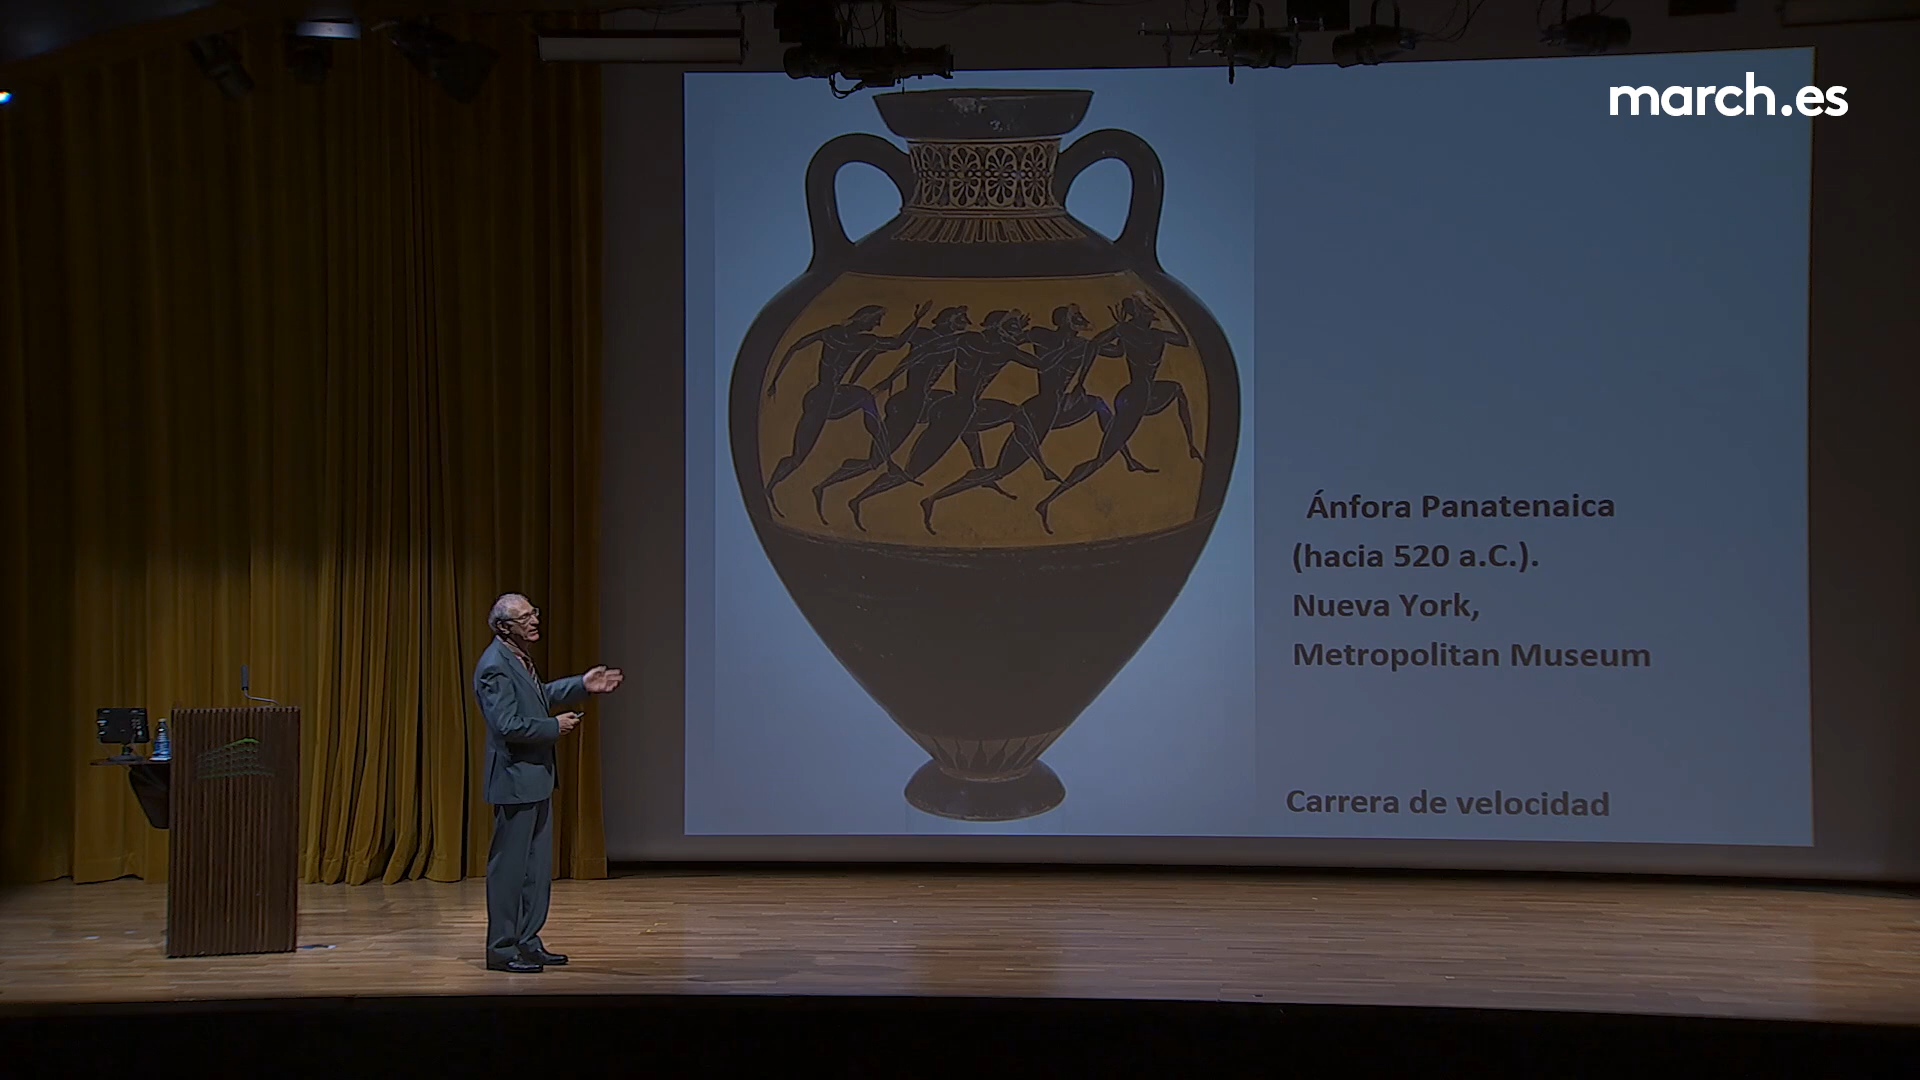 march.es
Ánfora Panatenaica
(hacia 520 a.C.).
Nueva York,
Metropolitan Museum
Carrera de velocidad